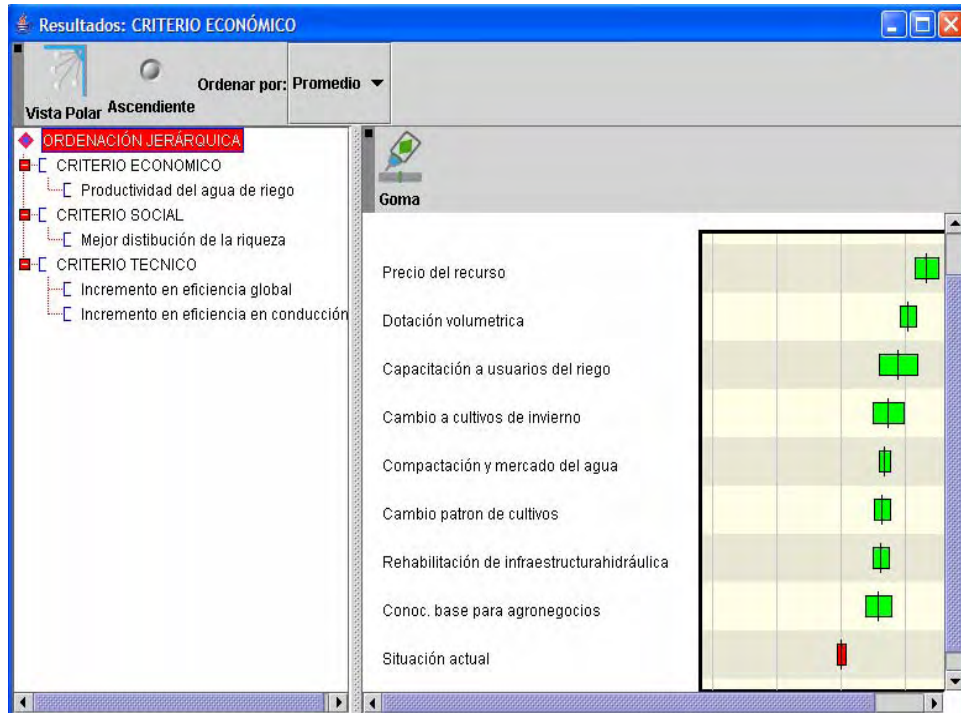 Resultados: CRITERIO ECONÓMICO
Vista Polar
Ascendiente
Ordenar por:
Promedio
ORDENACIÓN JERÁRQUICA
CRITERIO ECONOMICO
Productividad del agua de riego
CRITERIO SOCIAL
Mejor distibución de la riqueza
CRITERIO TECNICO
Incremento en eficiencia global
Incremento en eficiencia en conducción
Goma
Precio del recurso
Dotación volumetrica
Capacitación a usuarios del riego
Cambio a cultivos de invierno
Compactación y mercado del agua
Cambio patron de cultivos
Rehabilitación de infraestructurahidráulica
Conoc. base para agronegocios
Situación actual